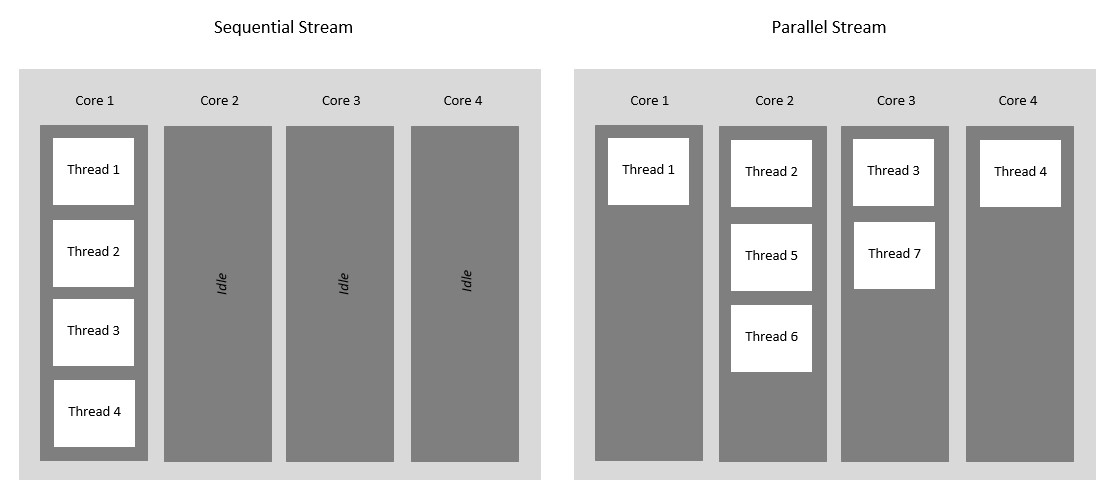 Sequential Stream
Core 1
Core 2
Core 3
Core 4
Thread 1
Thread 2
Thread 3
Thread 4
Idle
Idle
Idle
Parallel Stream
Core 1
Core 2
Core 3
Core 4
Thread 1
Thread 2
Thread 3
Thread 4
Thread 5
Thread 7
Thread 6